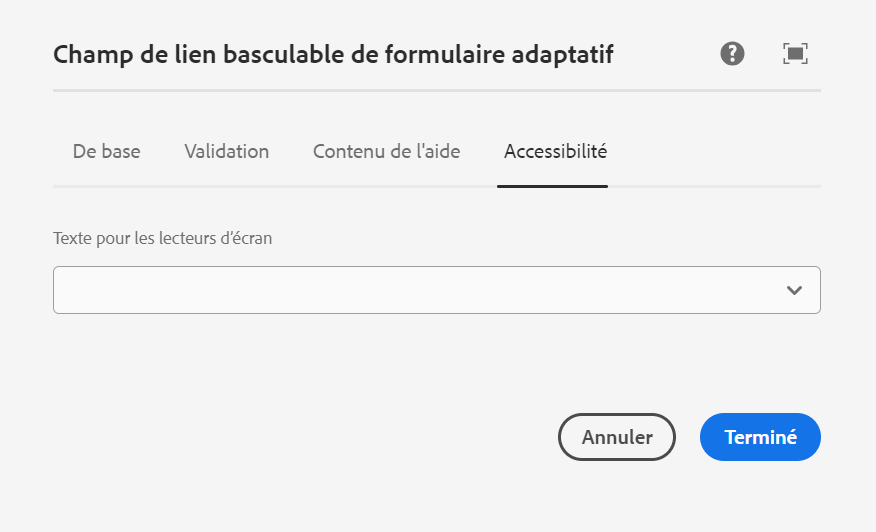 Champ de lien basculable de formulaire adaptatif
De base Validation Contenu de l'aide Accessibilité
Texte pour les lecteurs d’écran
Annuler Terminé